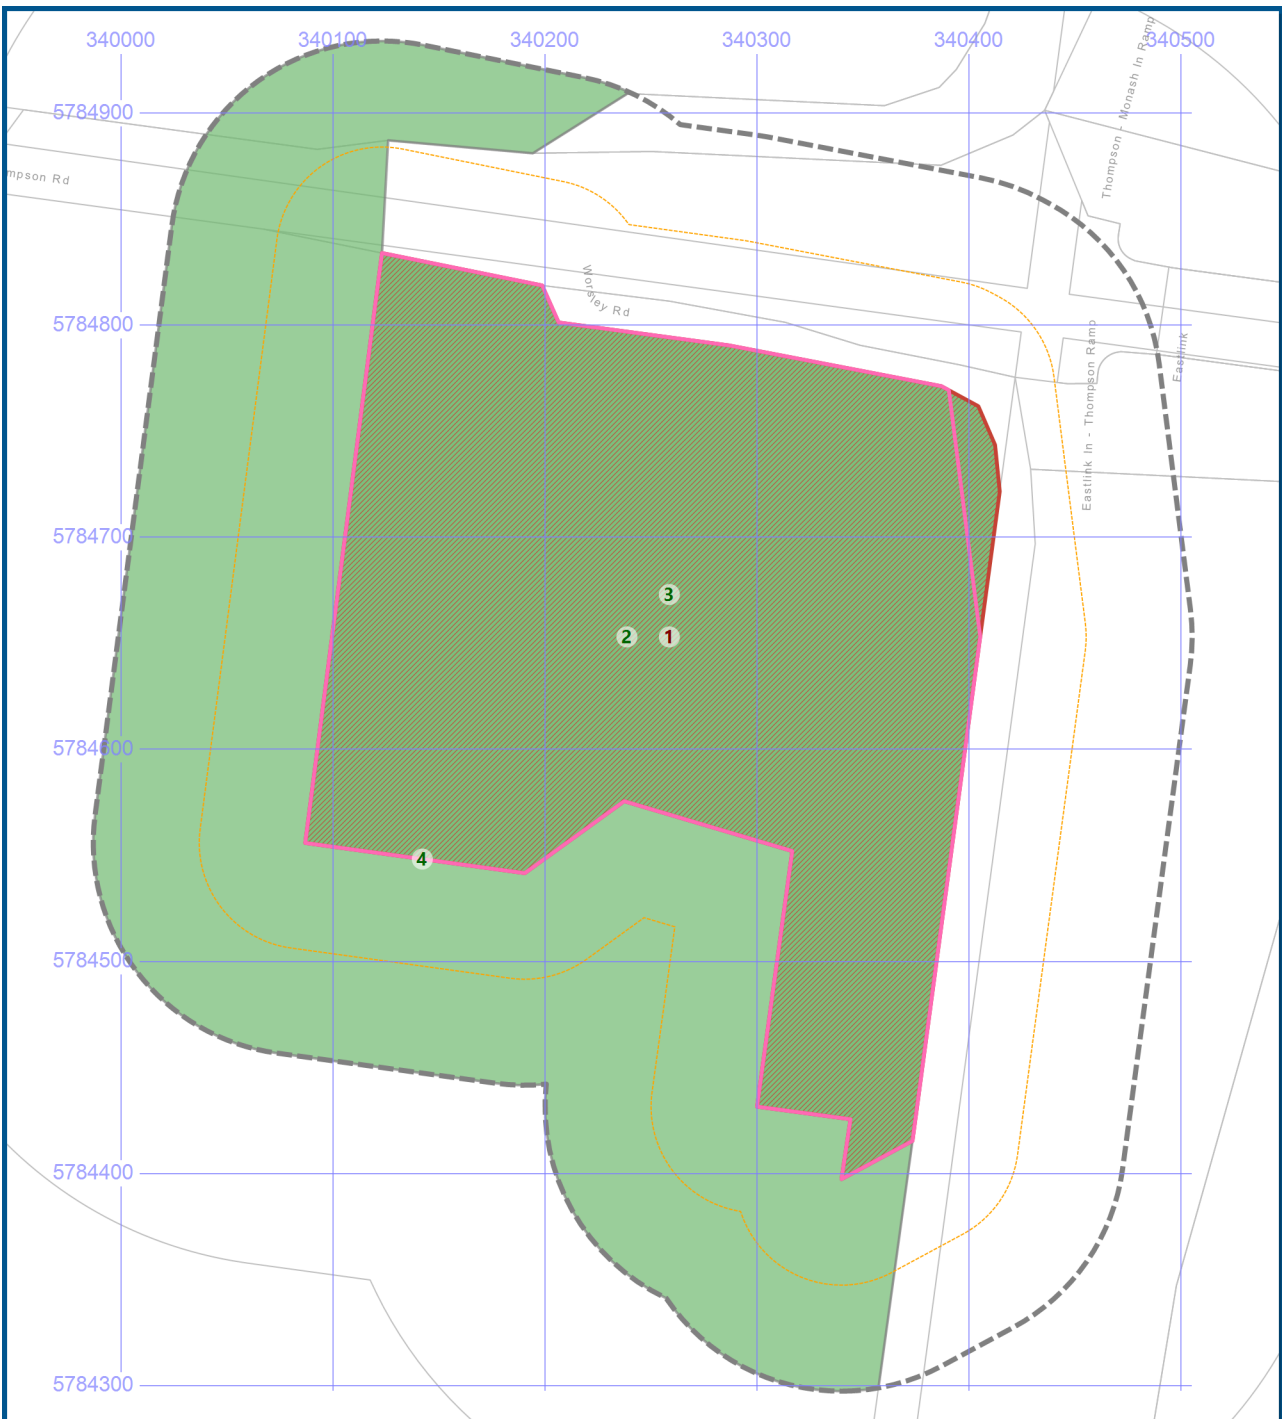 340000 340100 340200 340300 340400 340500
5784900
5784800
5784700
5784600
5784500
5784400
5784300
mpson Rd
Worsley Rd
Thompson - Monash In Ramp
Eastlink In - Thompson Ramp
Eastlink
3
2 1
4